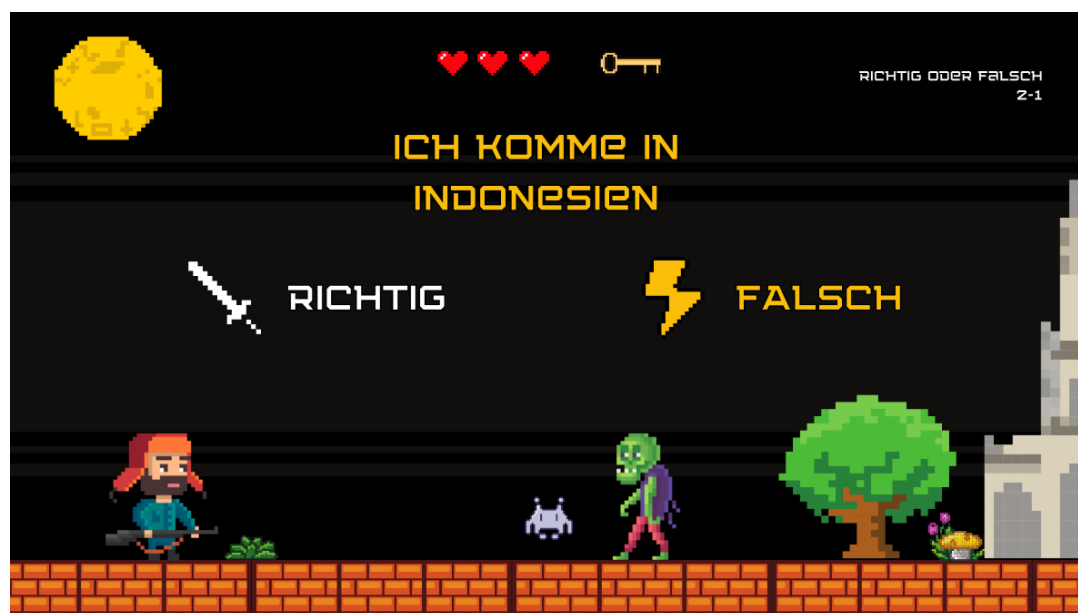 RICHTIG ODER FALSCH
2-1
ICH KOMME IN
INDONESIEN
RICHTIG
FALSCH